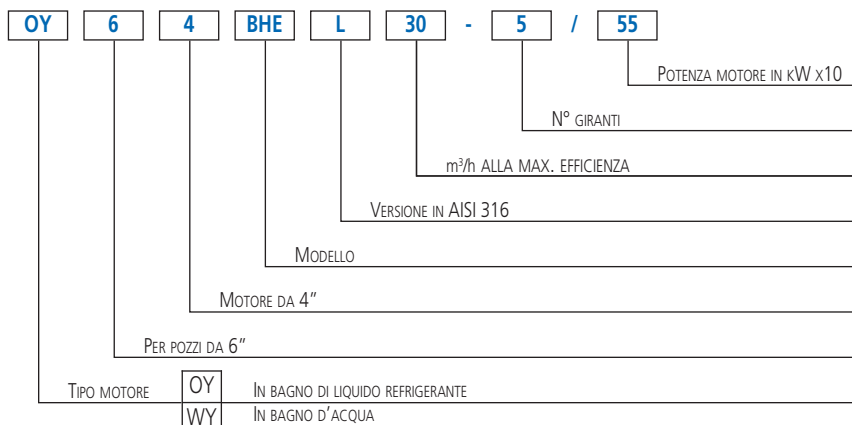 OY 6 4 BHE L 30 - 5 / 55
Potenza motore in kW x10
N° giranti
m³/h alla max. efficienza
Versione in AISI 316
Modello
Motore da 4"
Per pozzi da 6"
Tipo motore OY In bagno di liquido refrigerante
WY In bagno d'acqua